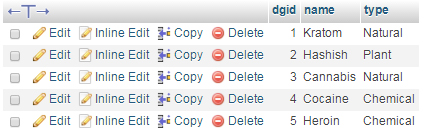 ←T→ dgid name type
Edit Inline Edit Copy Delete 1 Kratom Natural
Edit Inline Edit Copy Delete 2 Hashish Plant
Edit Inline Edit Copy Delete 3 Cannabis Natural
Edit Inline Edit Copy Delete 4 Cocaine Chemical
Edit Inline Edit Copy Delete 5 Heroin Chemical